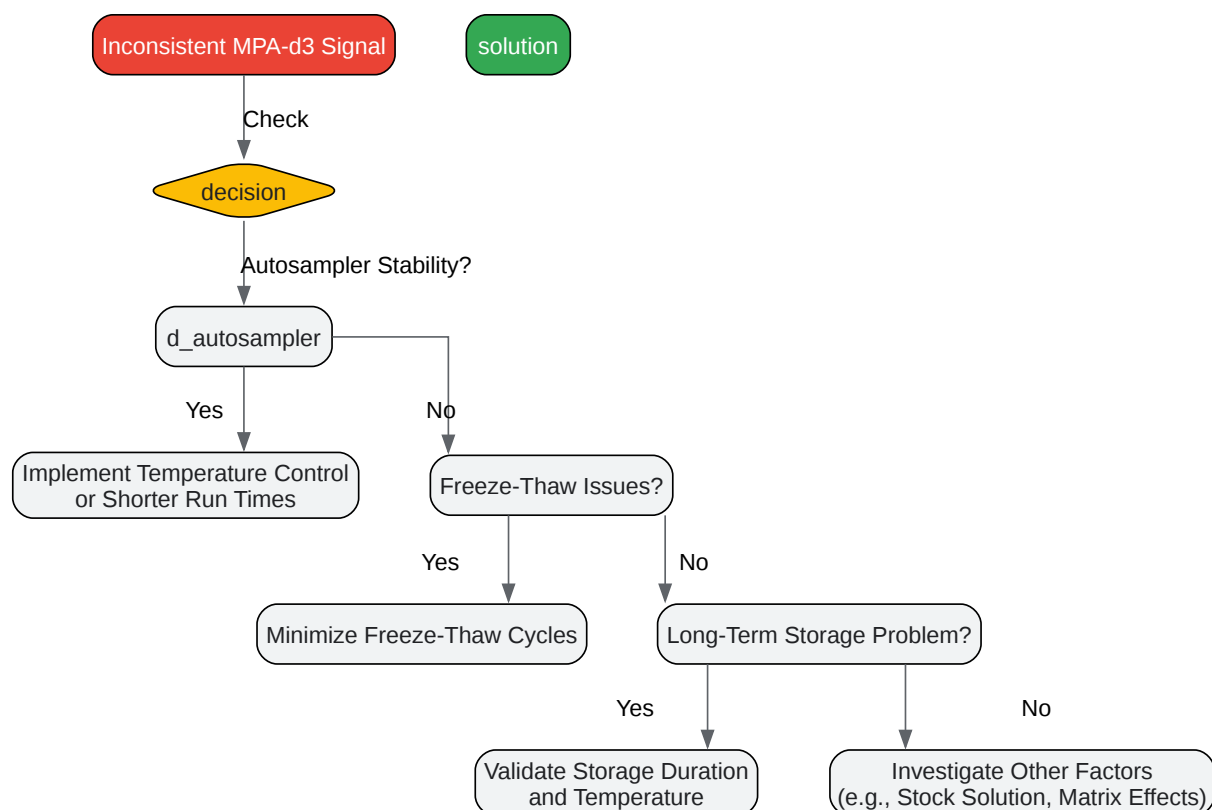 Inconsistent MPA-d3 Signal
solution
Check
decision
Autosampler Stability?
d_autosampler
Yes
No
Implement Temperature Control
or Shorter Run Times
Freeze-Thaw Issues?
Yes
No
Minimize Freeze-Thaw Cycles
Long-Term Storage Problem?
Yes
No
Validate Storage Duration
and Temperature
Investigate Other Factors
(e.g., Stock Solution, Matrix Effects)